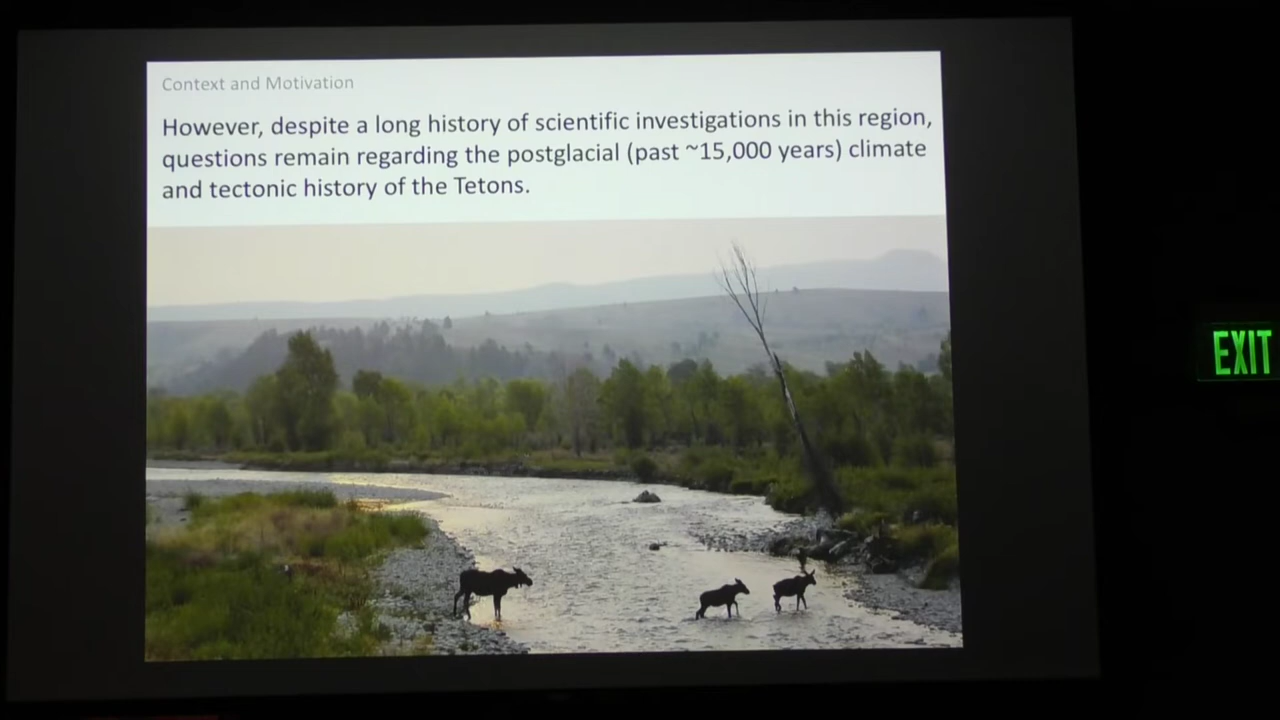 Context and Motivation
However, despite a long history of scientific investigations in this region,
questions remain regarding the postglacial (past ~15,000 years) climate
and tectonic history of the Tetons.
EXIT